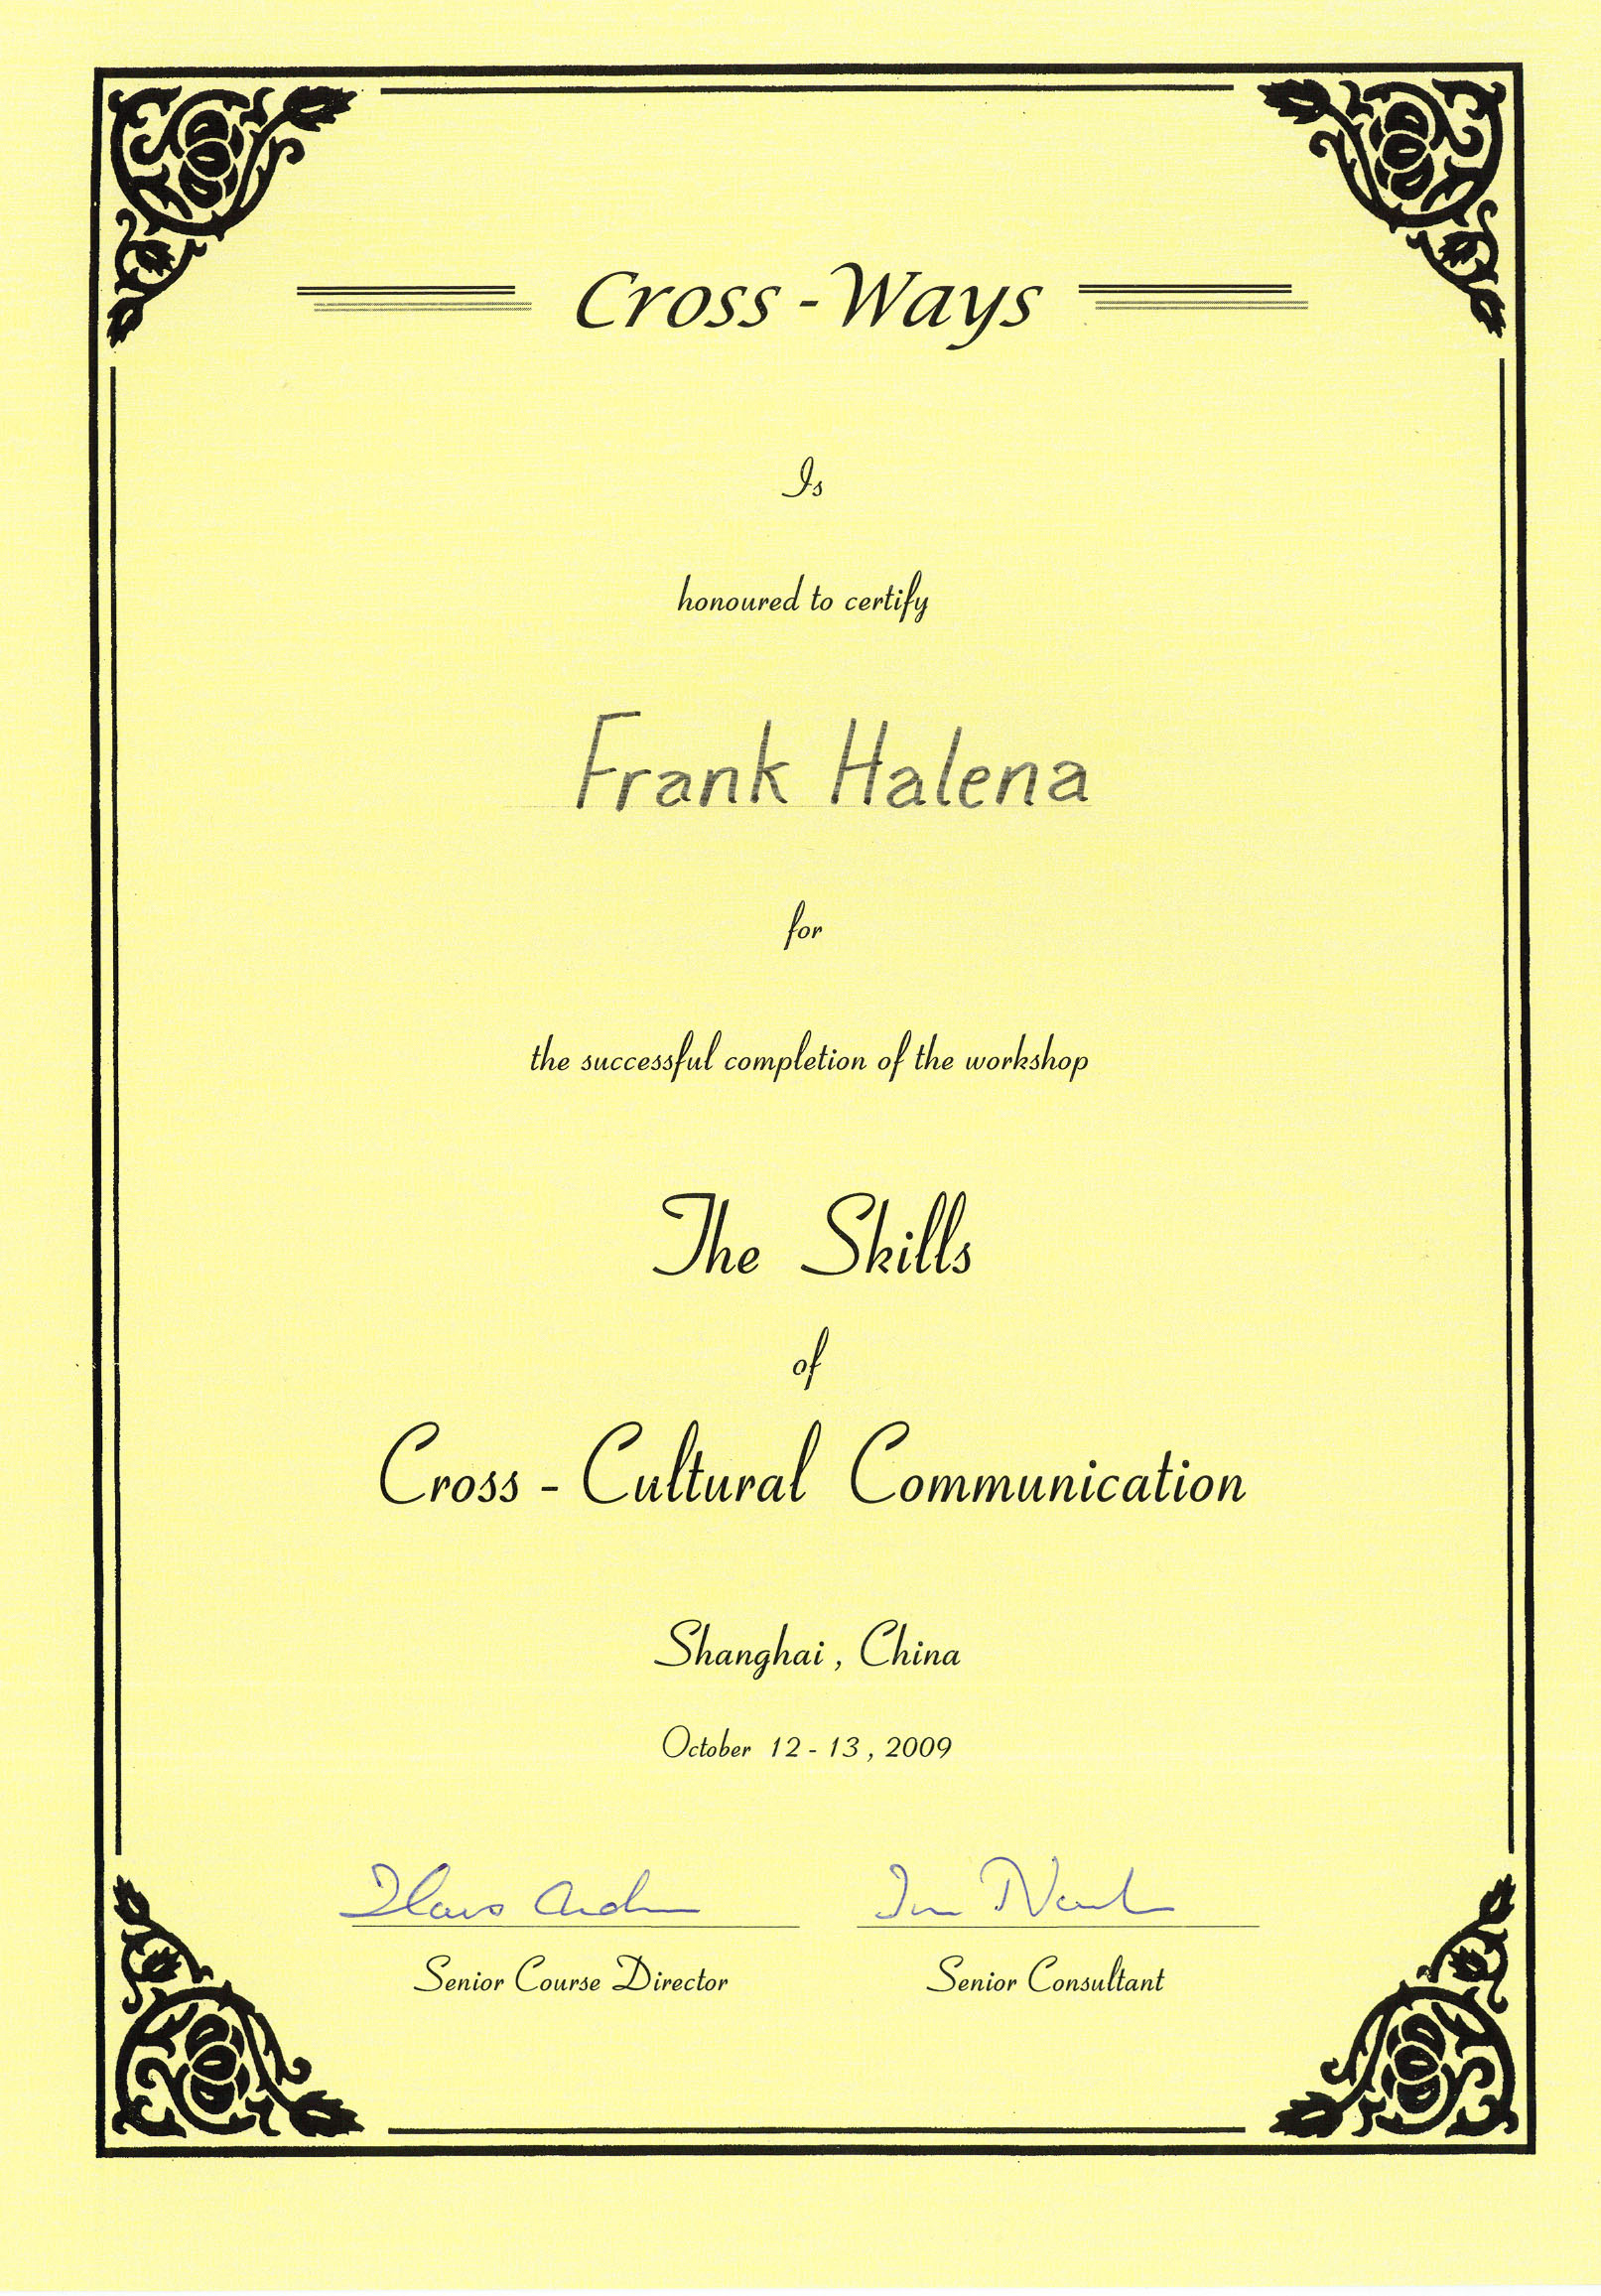 Cross - Ways
Is
honoured to certify
Frank Halena
for
the successful completion of the workshop
The Skills
of
Cross - Cultural Communication
Shanghai , China
October 12 - 13 , 2009
Senior Course Director
Senior Consultant